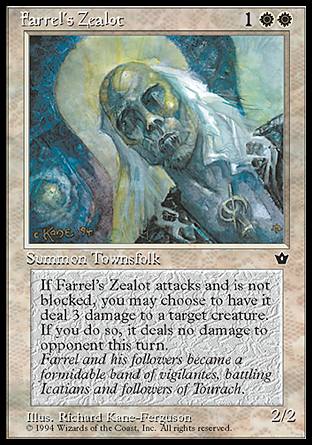 Farrel's Zealot 1
C. KANE '94
Summon Townsfolk
If Farrel's Zealot attacks and is not
blocked, you may choose to have it
deal 3 damage to a target creature.
If you do so, it deals no damage to
opponent this turn.
Farrel and his followers became a
formidable band of vigilantes, battling
Icatians and followers of Tourach.
Illus. Richard Kane-Ferguson
2/2
© 1994 Wizards of the Coast, Inc. All rights reserved.